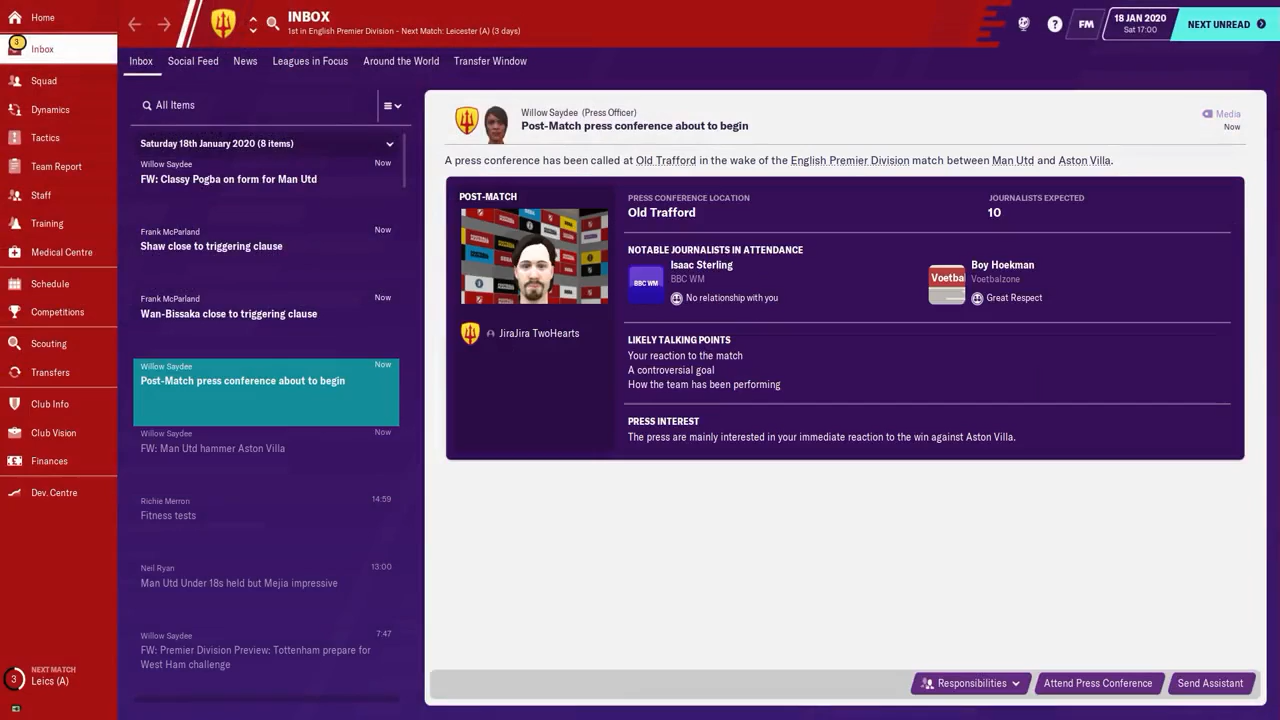 Home
3
Inbox
Squad
Dynamics
Tactics
Team Report
Staff
Training
Medical Centre
Schedule
Competitions
Scouting
Transfers
Club Info
Club Vision
Finances
Dev. Centre
3
NEXT MATCH
Leics (A)
INBOX
1st in English Premier Division - Next Match: Leicester (A) (3 days)
?
FM
18 JAN 2020
Sat 17:00
NEXT UNREAD
Inbox
Social Feed
News
Leagues in Focus
Around the World
Transfer Window
All Items
Saturday 18th January 2020 (8 items)
Willow Saydee
Now
FW: Classy Pogba on form for Man Utd
Frank McParland
Now
Shaw close to triggering clause
Frank McParland
Now
Wan-Bissaka close to triggering clause
Willow Saydee
Now
Post-Match press conference about to begin
Willow Saydee
Now
FW: Man Utd hammer Aston Villa
Richie Merron
14:59
Fitness tests
Neil Ryan
13:00
Man Utd Under 18s held but Mejia impressive
Willow Saydee
7:47
FW: Premier Division Preview: Tottenham prepare for
West Ham challenge
Willow Saydee (Press Officer)
Post-Match press conference about to begin
Media
Now
A press conference has been called at Old Trafford in the wake of the English Premier Division match between Man Utd and Aston Villa.
POST-MATCH
JiraJira TwoHearts
PRESS CONFERENCE LOCATION
Old Trafford
JOURNALISTS EXPECTED
10
NOTABLE JOURNALISTS IN ATTENDANCE
BBC WM
Isaac Sterling
BBC WM
No relationship with you
Voetba
Boy Hoekman
Voetbalzone
Great Respect
LIKELY TALKING POINTS
Your reaction to the match
A controversial goal
How the team has been performing
PRESS INTEREST
The press are mainly interested in your immediate reaction to the win against Aston Villa.
Responsibilities
Attend Press Conference
Send Assistant